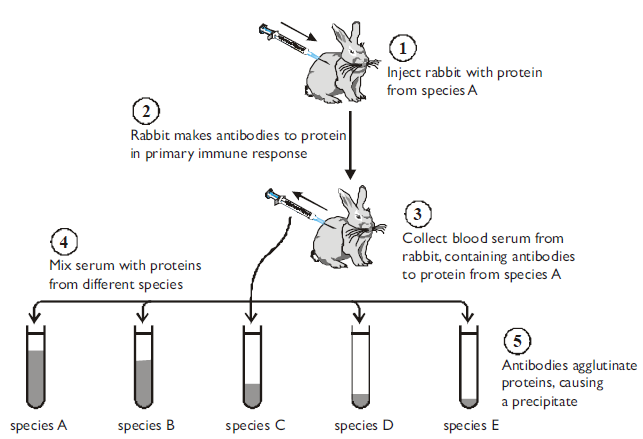 1
Inject rabbit with protein
from species A
2
Rabbit makes antibodies to protein
in primary immune response
3
Collect blood serum from
rabbit, containing antibodies
to protein from species A
4
Mix serum with proteins
from different species
5
Antibodies agglutinate
proteins, causing
a precipitate
species A species B species C species D species E